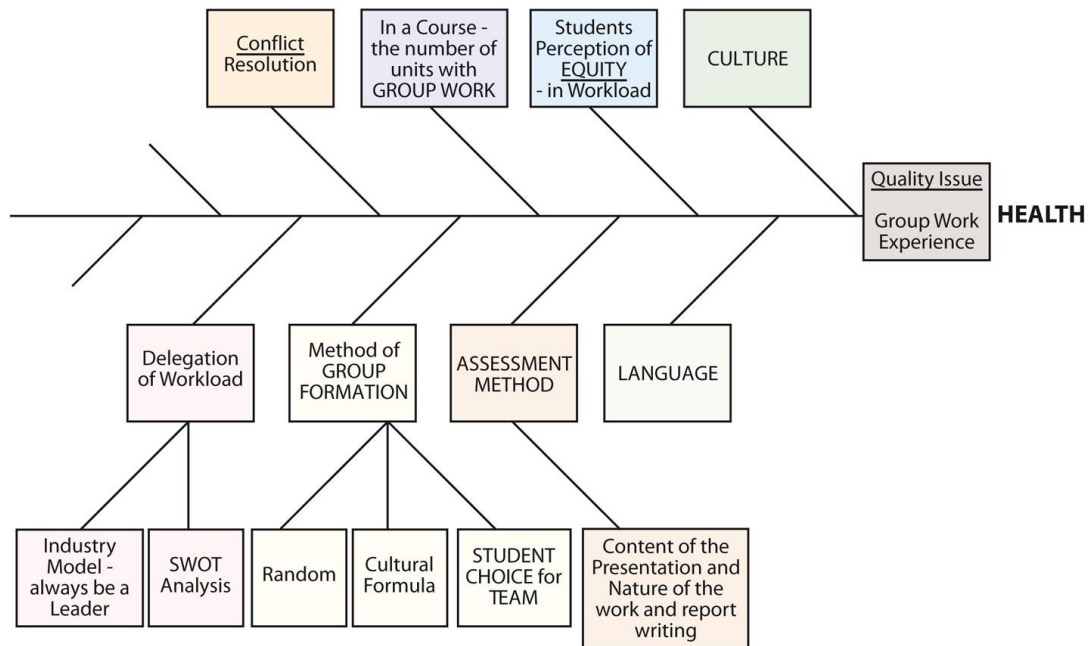 Conflict
Resolution
In a Course -
the number of
units with
GROUP WORK
Students
Perception of
EQUITY
- in Workload
CULTURE
Quality Issue
Group Work
Experience
HEALTH
Delegation
of Workload
Method of
GROUP
FORMATION
ASSESSMENT
METHOD
LANGUAGE
Industry
Model -
always be a
Leader
SWOT
Analysis
Random
Cultural
Formula
STUDENT
CHOICE for
TEAM
Content of the
Presentation and
Nature of the
work and report
writing